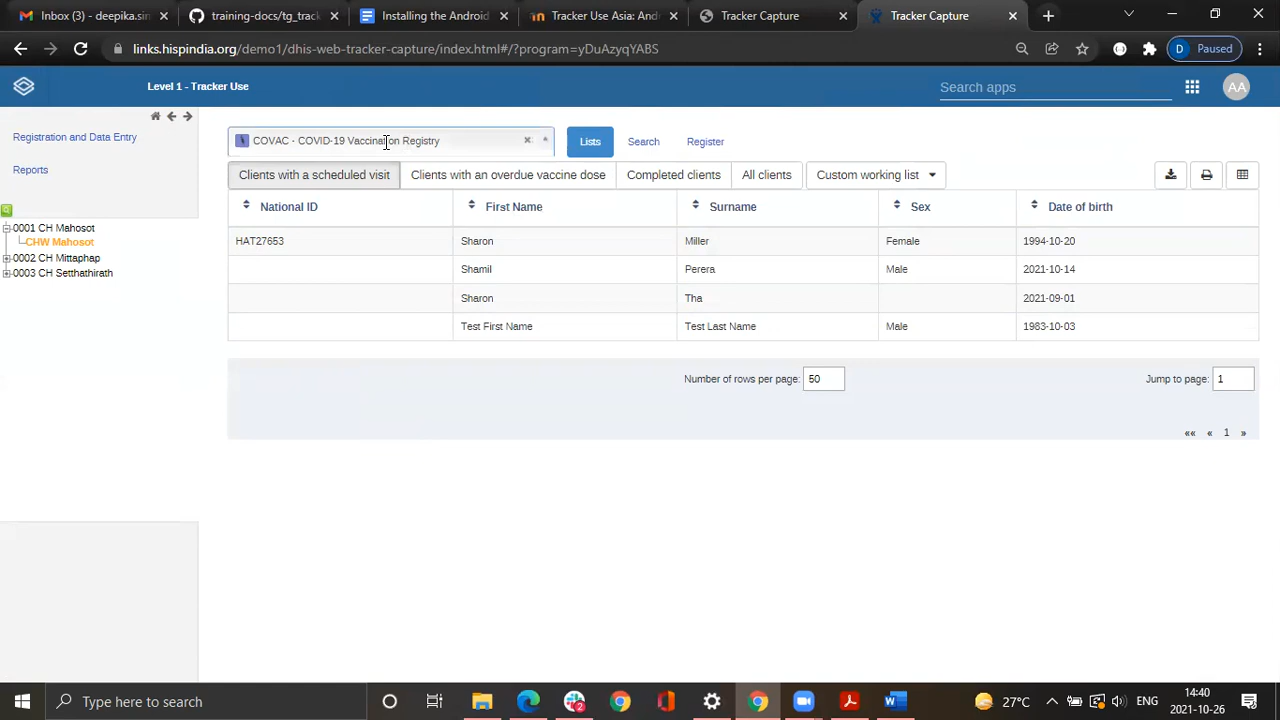 Inbox (3) - deepika.sin
training-docs/tg_track
Installing the Android
Tracker Use Asia: And
Tracker Capture
Tracker Capture
links.hispindia.org/demo1/dhis-web-tracker-capture/index.html#/?program=yDuAzyqYABS
D Paused
Level 1 - Tracker Use
Search apps
AA
Registration and Data Entry
Reports
0001 CH Mahosot
CHW Mahosot
0002 CH Mittaphap
0003 CH Setthathirath
COVAC - COVID-19 Vaccination Registry
Lists
Search
Register
Clients with a scheduled visit
Clients with an overdue vaccine dose
Completed clients
All clients
Custom working list
National ID First Name Surname Sex Date of birth
HAT27653 Sharon Miller Female 1994-10-20
Shamil Perera Male 2021-10-14
Sharon Tha 2021-09-01
Test First Name Test Last Name Male 1983-10-03
Number of rows per page: 50
Jump to page: 1
«« « 1 »
Type here to search
2
27°C
ENG
14:40
2021-10-26